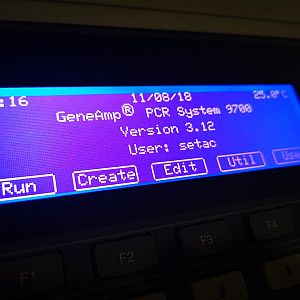 :16 11/08/18 25.0°C
GeneAmp® PCR System 9700
Version 3.12
User: setac
Run Create Edit Util Use
F1 F2 F3 F4